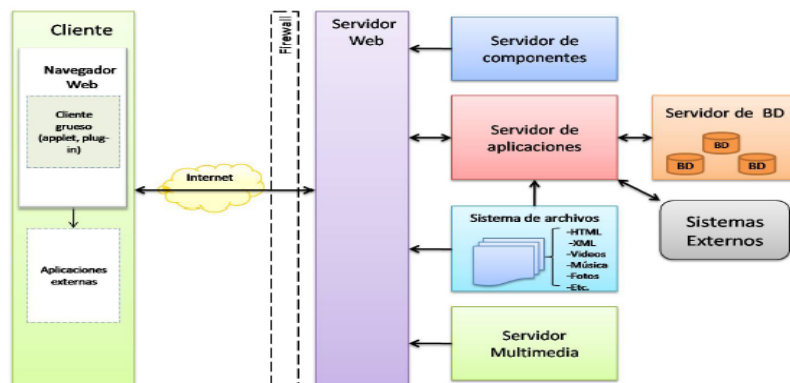 Cliente
Navegador
Web
Cliente
grueso
(applet, plug-
in)
Aplicaciones
externas
Internet
Firewall
Servidor
Web
Servidor de
componentes
Servidor de
aplicaciones
Servidor de BD
BD
BD
BD
Sistema de archivos
-HTML
-XML
-Videos
-Música
-Fotos
-Etc.
Sistemas
Externos
Servidor
Multimedia